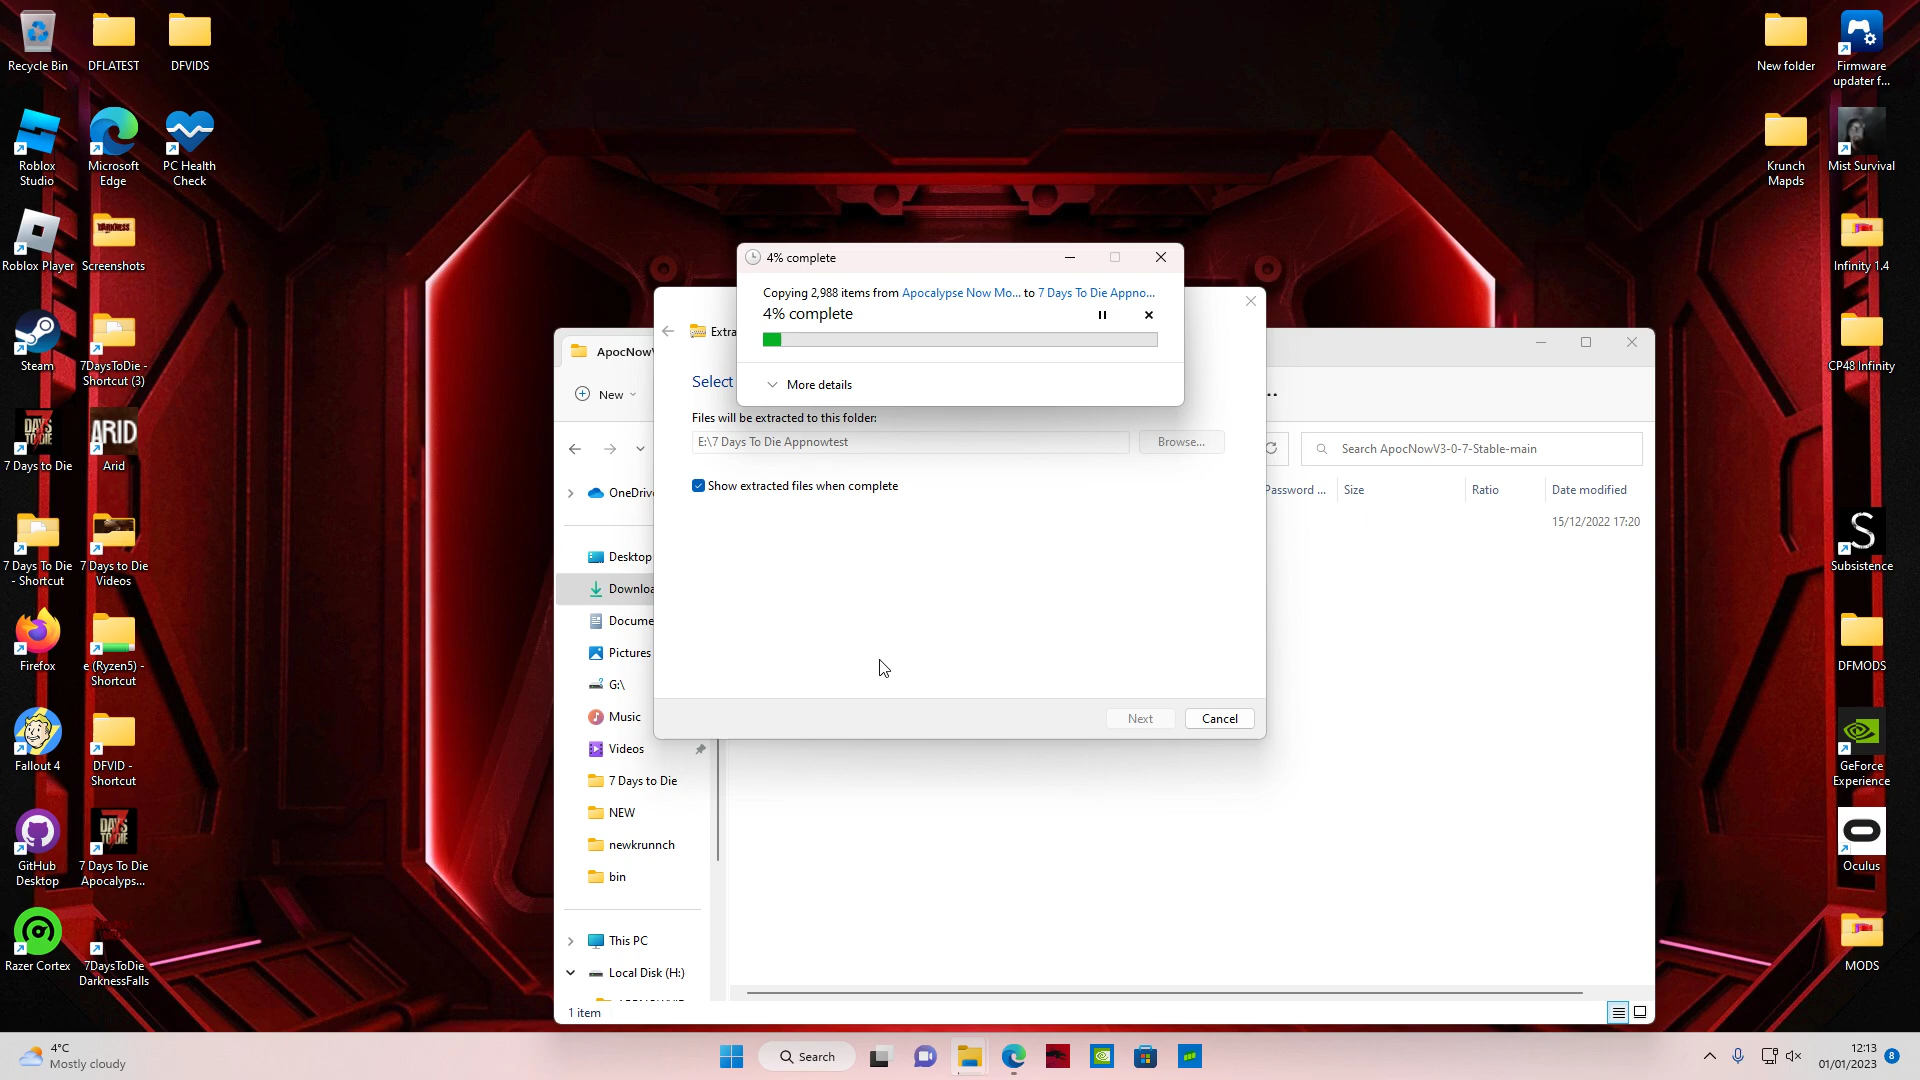 Recycle Bin
DFLATEST
DFVIDS
Roblox
Studio
Microsoft
Edge
PC Health
Check
Roblox Player
Screenshots
Steam
7DaysToDie -
Shortcut (3)
7 Days to Die
Arid
ARID
7 Days To Die
- Shortcut
7 Days to Die
Videos
Firefox
e (Ryzen5) -
Shortcut
Fallout 4
DFVID -
Shortcut
GitHub
Desktop
7 Days To Die
Apocalyps...
Razer Cortex
7DaysToDie
DarknessFalls
New folder
Firmware
updater f...
Krunch
Mapds
Mist Survival
Infinity 1.4
CP48 Infinity
Subsistence
DFMODS
GeForce
Experience
Oculus
MODS
4% complete
Copying 2,988 items from Apocalypse Now Mo... to 7 Days To Die Appno...
4% complete
More details
Extra
Select
Files will be extracted to this folder:
E:\7 Days To Die Appnowtest
Browse...
Show extracted files when complete
Next
Cancel
ApocNowV
New
Search ApocNowV3-0-7-Stable-main
Password ...
Size
Ratio
Date modified
15/12/2022 17:20
OneDrive
Desktop
Downloa
Docume
Pictures
G:\
Music
Videos
7 Days to Die
NEW
newkrunnch
bin
This PC
Local Disk (H:)
1 item
4°C
Mostly cloudy
Search
12:13
01/01/2023
8